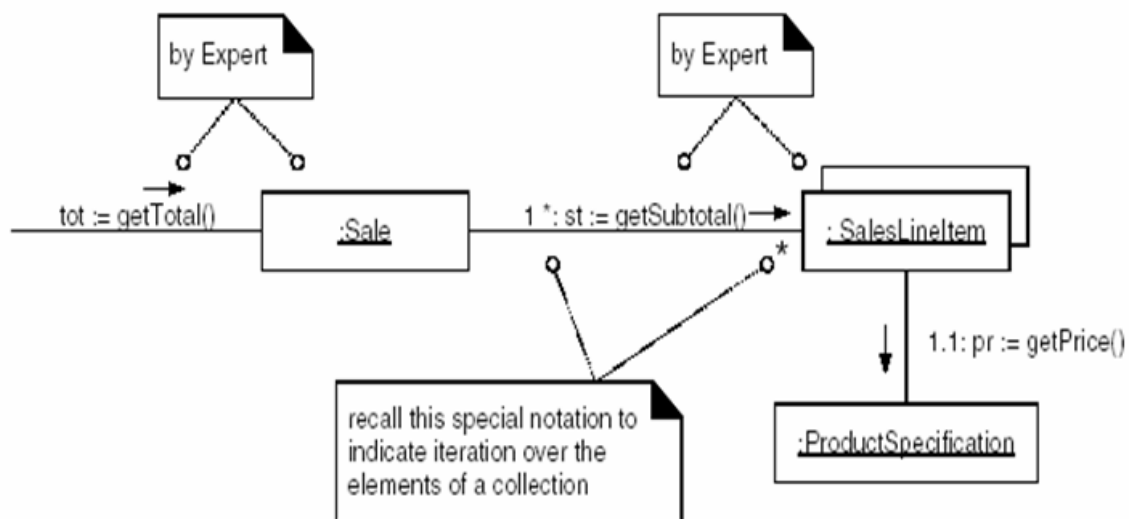 by Expert
by Expert
tot := getTotal()
:Sale
1 *: st := getSubtotal()
*
: SalesLineItem
1.1: pr := getPrice()
:ProductSpecification
recall this special notation to
indicate iteration over the
elements of a collection